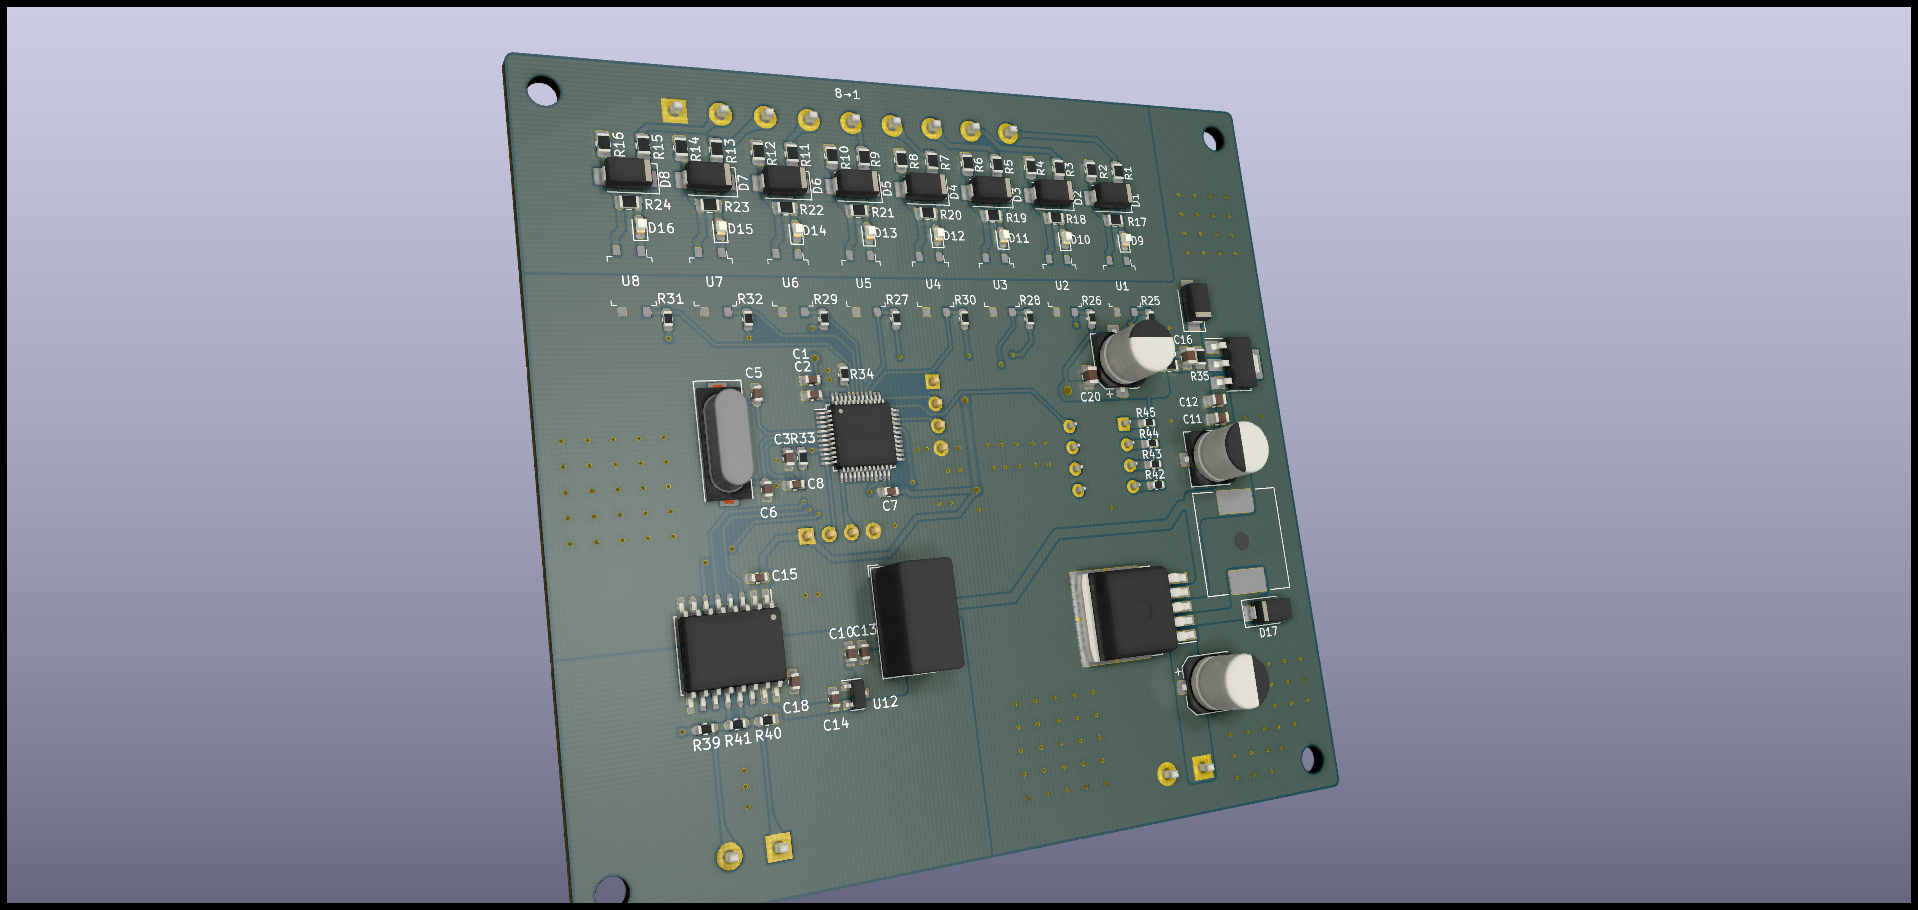 8→1
R16 R15 R14 R13 R12 R11 R10 R9 R8 R7 R6 R5 R4 R3 R2 R1
D8 D7 D6 D5 D4 D3 D2 D1
R24 R23 R22 R21 R20 R19 R18 R17
D16 D15 D14 D13 D12 D11 D10 D9
U8 U7 U6 U5 U4 U3 U2 U1
R31 R32 R29 R27 R30 R28 R26 R25
C16
C1
C2 R34 R35
C5
C20 +
C12
C11
R45
R44
R43
R42
C3 R33
C8
C6 C7
C15
C10 C13
D17
+
C18 C14 U12
R39 R41 R40